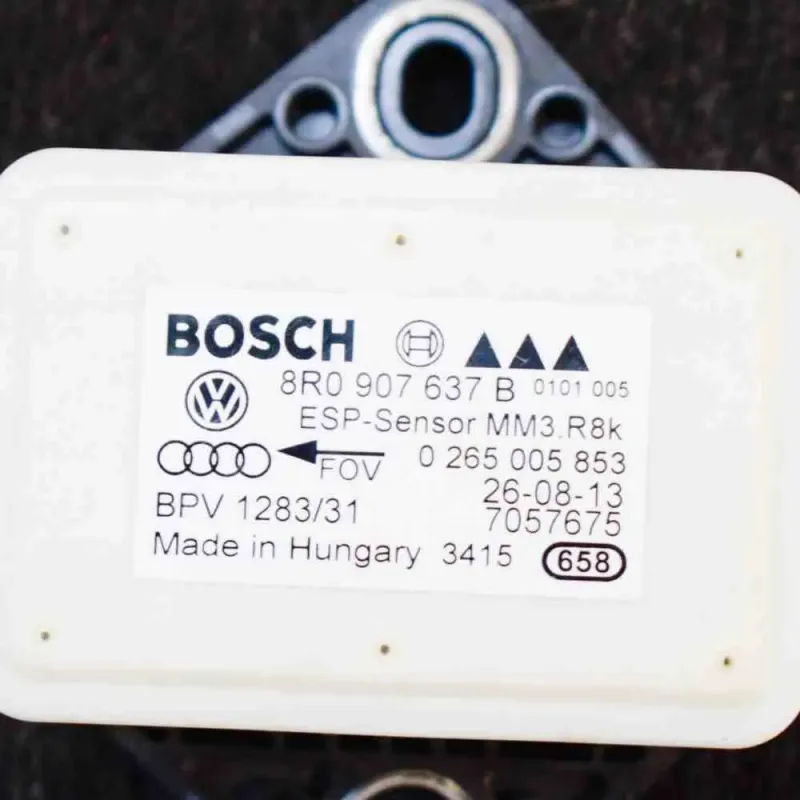 BOSCH
8R0 907 637 B 0101 005
ESP-Sensor MM3.R8k
FOV 0 265 005 853
26-08-13
BPV 1283/31 7057675
Made in Hungary 3415 658